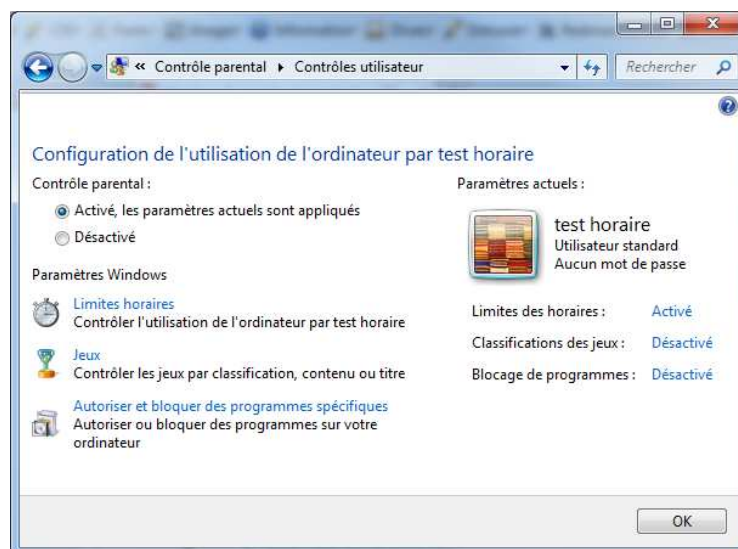 « Contrôle parental ▸ Contrôles utilisateur
Rechercher
Configuration de l'utilisation de l'ordinateur par test horaire
Contrôle parental :
Activé, les paramètres actuels sont appliqués
Désactivé
Paramètres Windows
Limites horaires
Contrôler l'utilisation de l'ordinateur par test horaire
Jeux
Contrôler les jeux par classification, contenu ou titre
Autoriser et bloquer des programmes spécifiques
Autoriser ou bloquer des programmes sur votre
ordinateur
Paramètres actuels :
test horaire
Utilisateur standard
Aucun mot de passe
Limites des horaires : Activé
Classifications des jeux : Désactivé
Blocage de programmes : Désactivé
OK